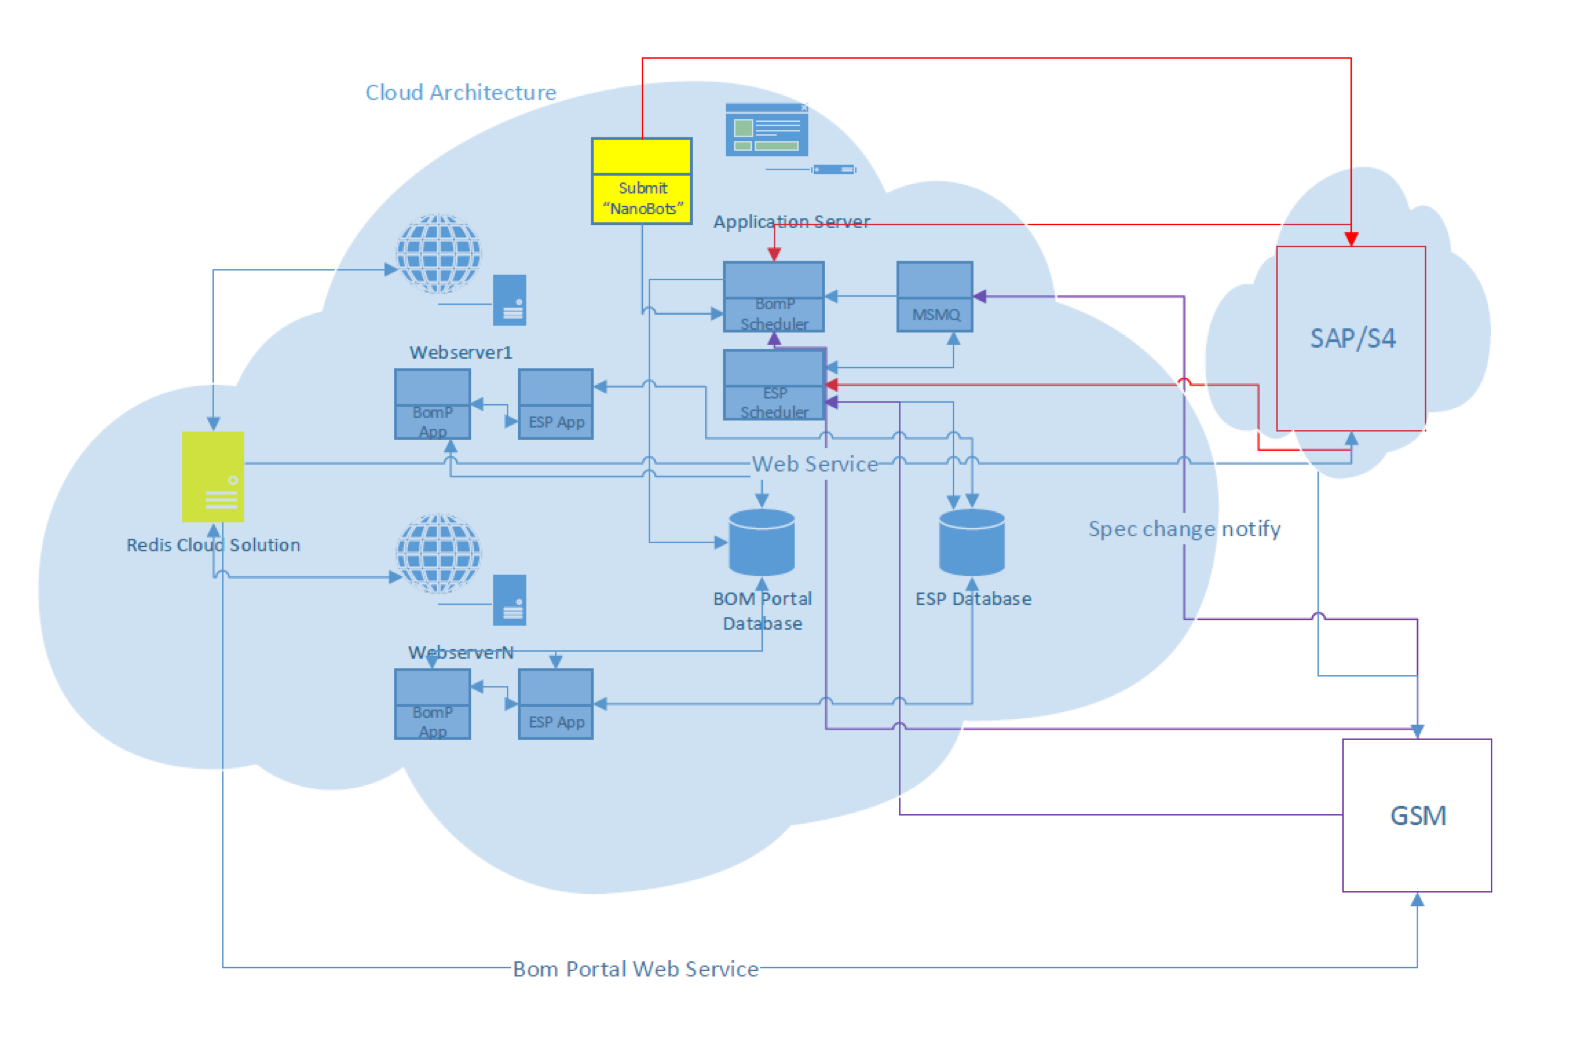 Cloud Architecture
Submit
“NanoBots”
Application Server
BomP
Scheduler
MSMQ
SAP/S4
Webserver1
ESP
Scheduler
BomP
App
ESP App
Web Service
Spec change notify
Redis Cloud Solution
BOM Portal
Database
ESP Database
WebserverN
BomP
App
ESP App
GSM
Bom Portal Web Service